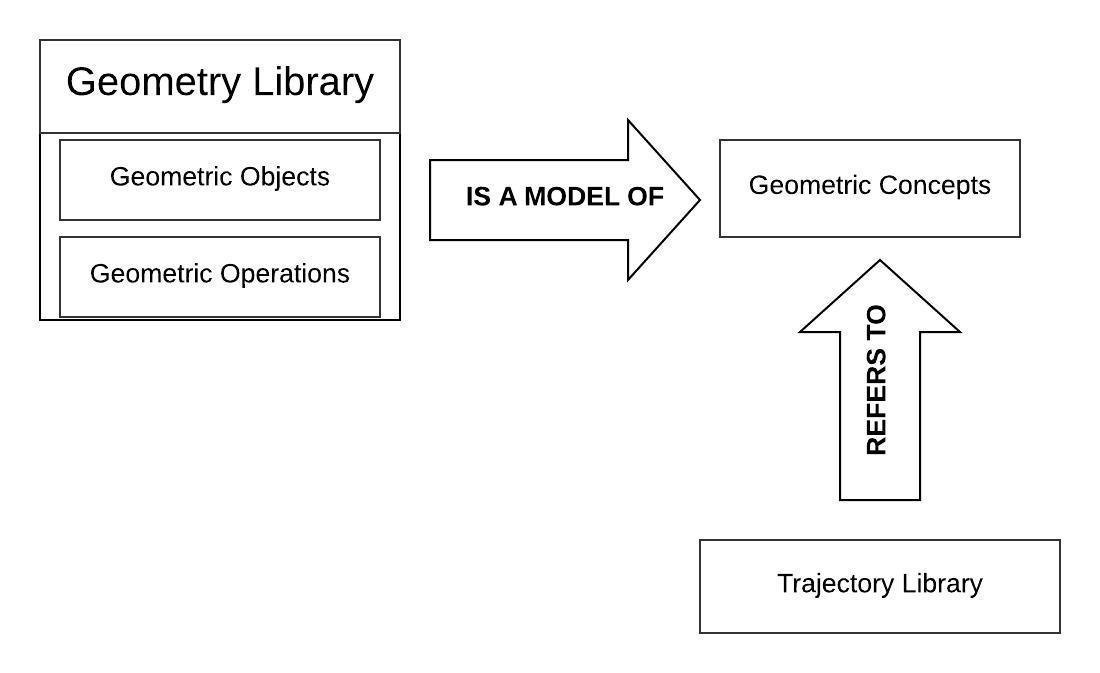 Geometry Library
Geometric Objects
Geometric Operations
IS A MODEL OF
Geometric Concepts
REFERS TO
Trajectory Library